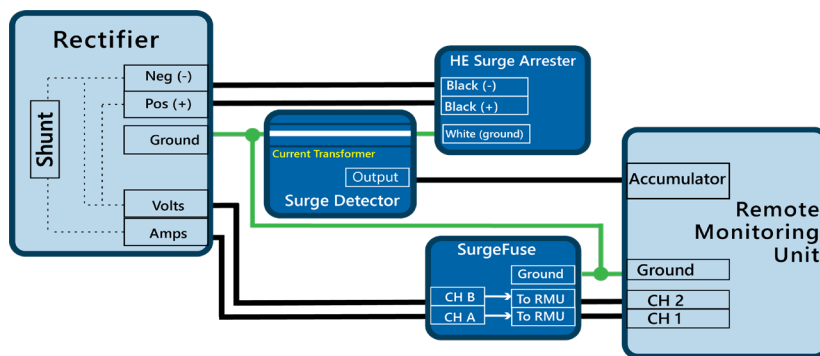 Rectifier
Neg (-)
Pos (+)
Ground
Shunt
Volts
Amps
HE Surge Arrester
Black (-)
Black (+)
White (ground)
Current Transformer
Output
Surge Detector
SurgeFuse
Ground
CH B
To RMU
CH A
To RMU
Accumulator
Remote
Monitoring
Unit
Ground
CH 2
CH 1